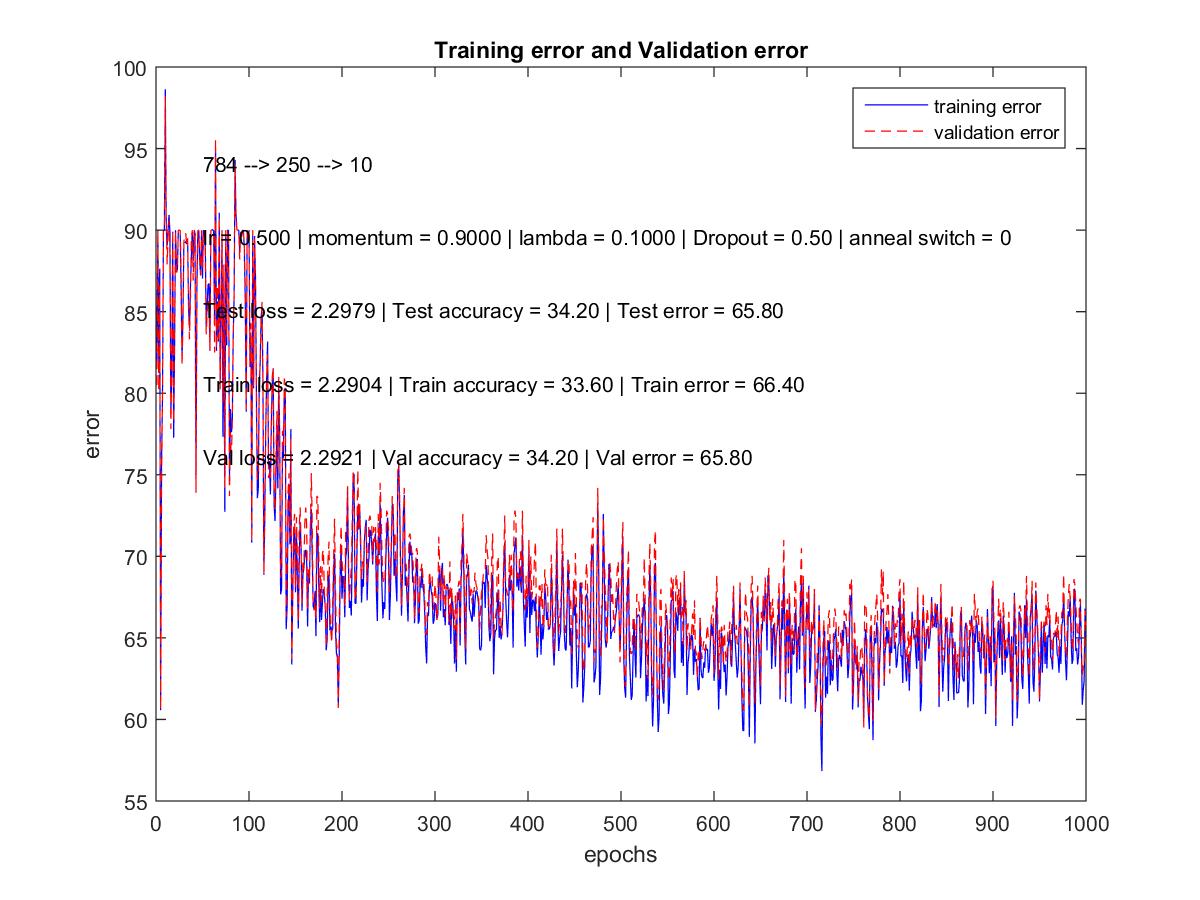 Training error and Validation error
100
95
90
85
80
75
70
65
60
55
error
training error
validation error
784 --> 250 --> 10
lr = 0.500 | momentum = 0.9000 | lambda = 0.1000 | Dropout = 0.50 | anneal switch = 0
Test loss = 2.2979 | Test accuracy = 34.20 | Test error = 65.80
Train loss = 2.2904 | Train accuracy = 33.60 | Train error = 66.40
Val loss = 2.2921 | Val accuracy = 34.20 | Val error = 65.80
0 100 200 300 400 500 600 700 800 900 1000
epochs